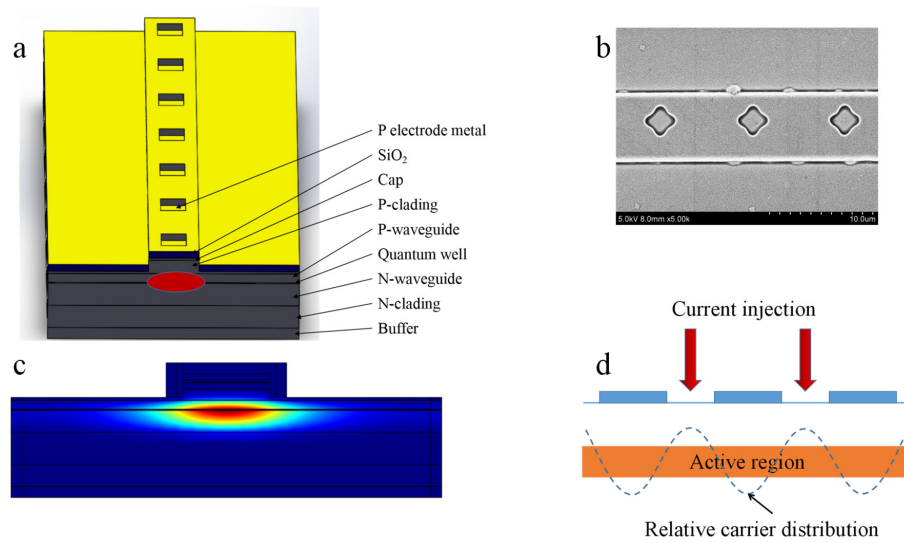 a
P electrode metal
SiO₂
Cap
P-clading
P-waveguide
Quantum well
N-waveguide
N-clading
Buffer
b
5.0kV 8.0mm x5.00k
10.0um
c
d
Current injection
Active region
Relative carrier distribution